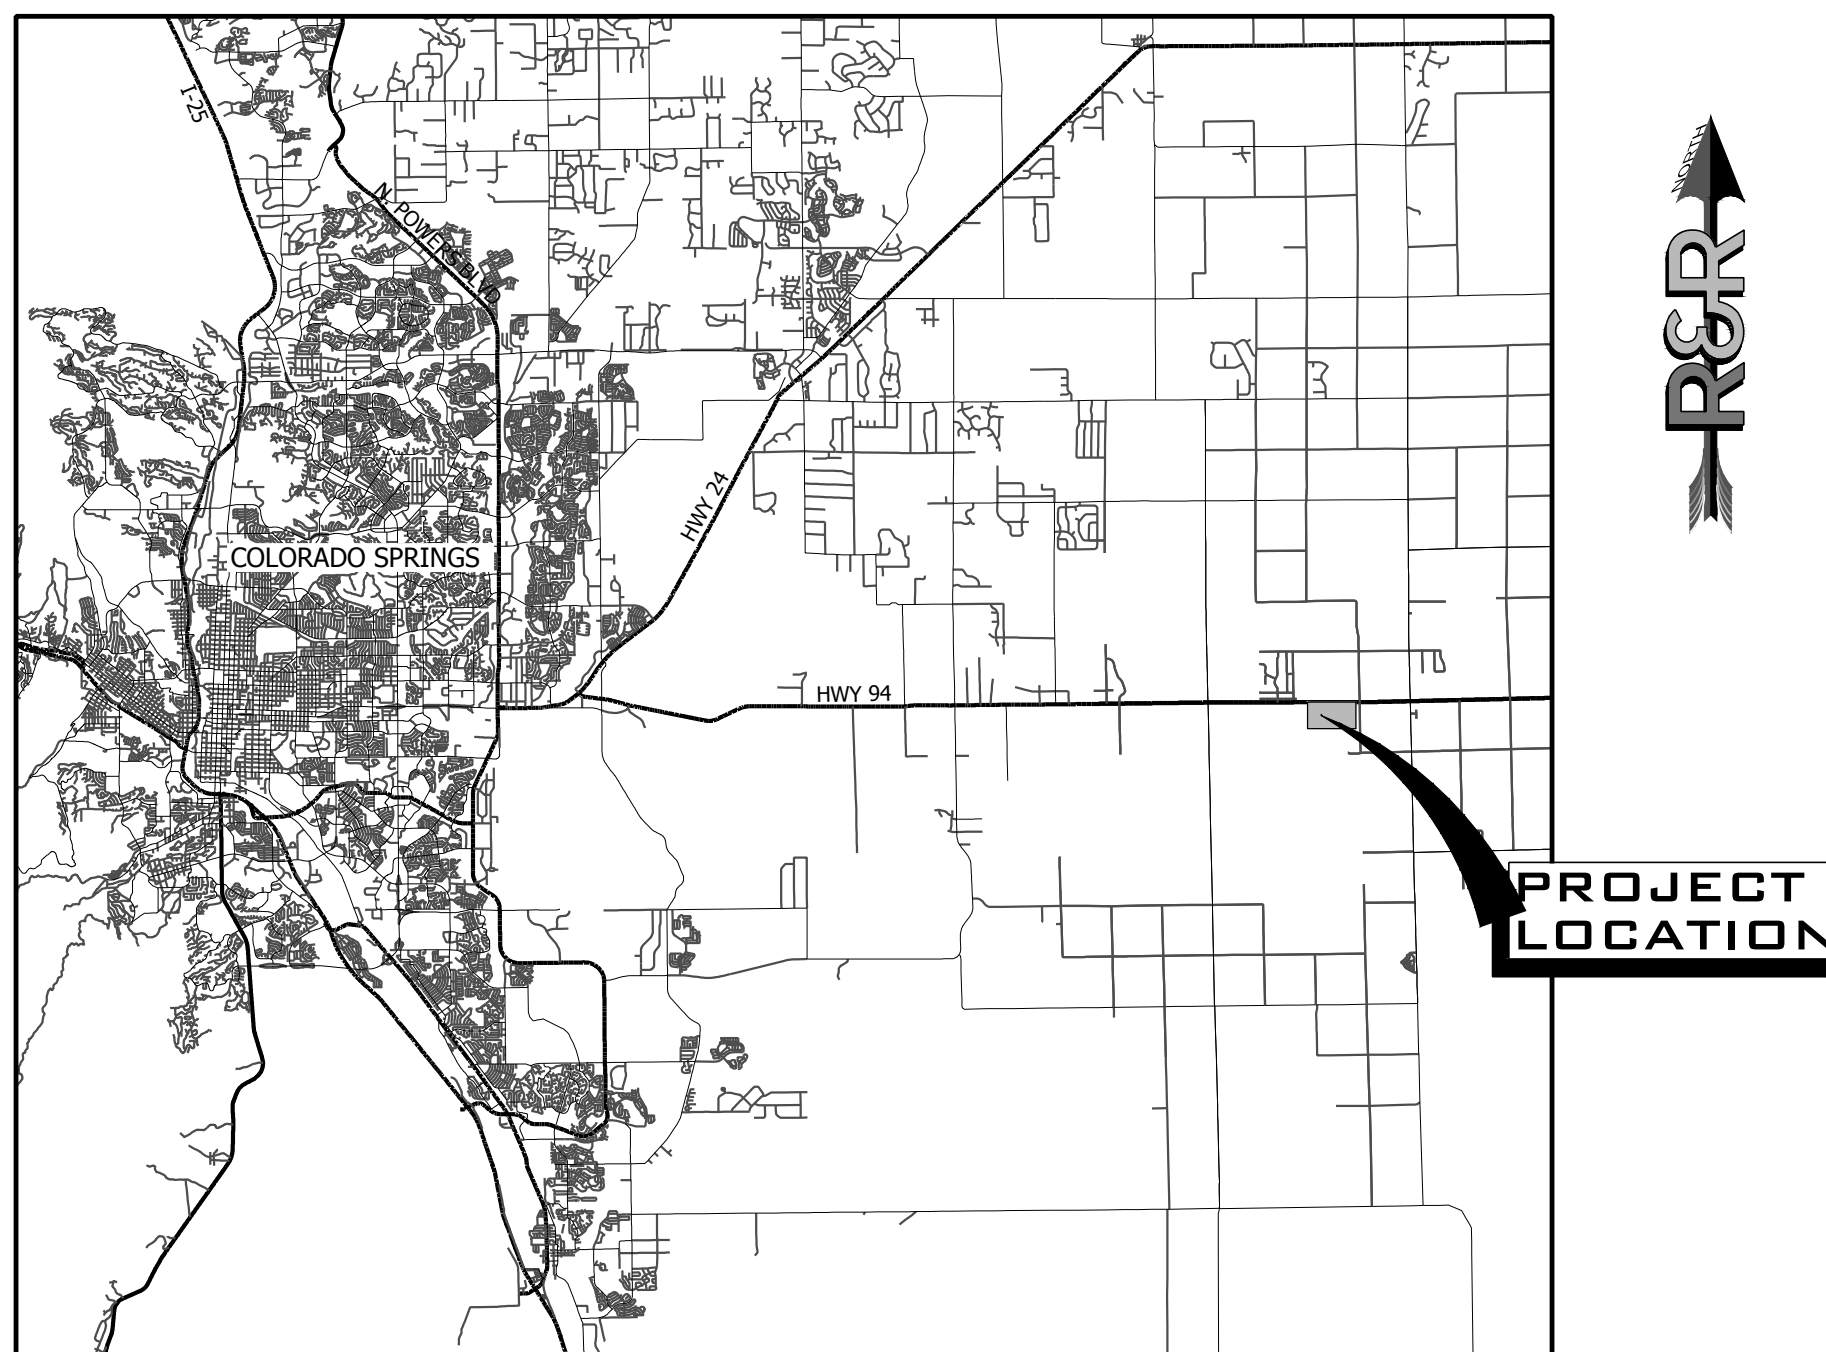 I-25
N. POWERS BLVD
NORTH
R&R
HWY 24
COLORADO SPRINGS
HWY 94
PROJECT
LOCATION